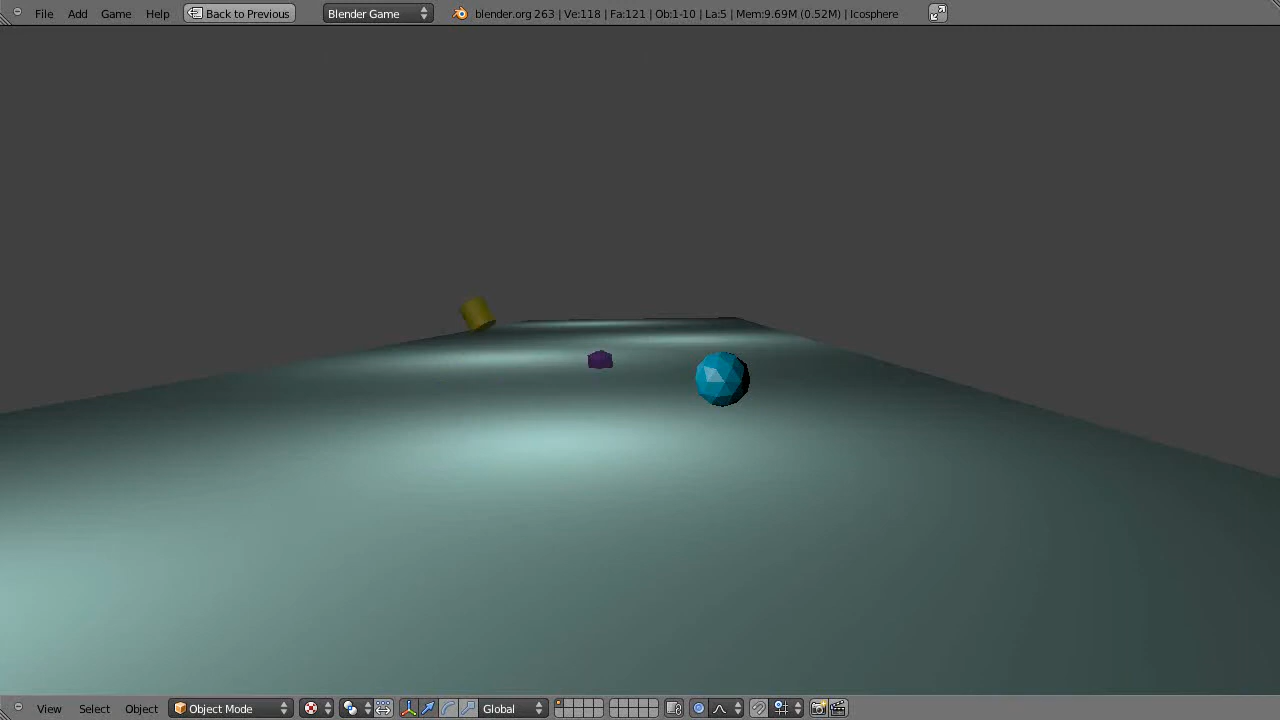 File Add Game Help Back to Previous Blender Game blender.org 263 | Ve:118 | Fa:121 | Ob:1-10 | La:5 | Mem:9.69M (0.52M) | Icosphere
View Select Object Object Mode Global